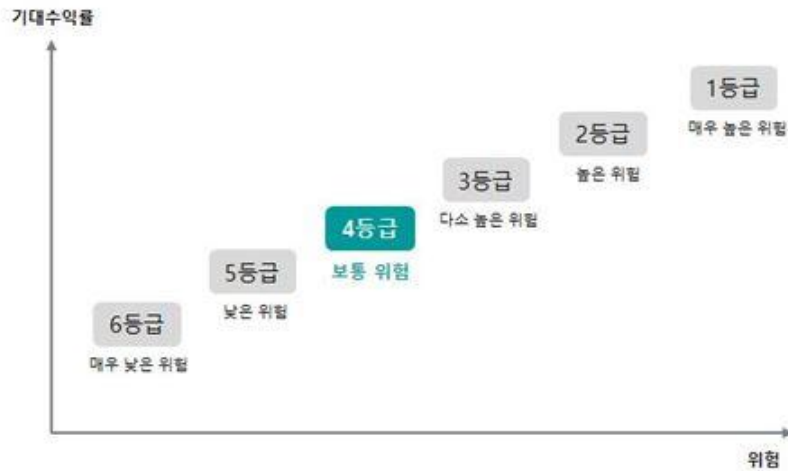 기대수익률
1등급
매우 높은 위험
2등급
높은 위험
3등급
다소 높은 위험
4등급
보통 위험
5등급
낮은 위험
6등급
매우 낮은 위험
위험